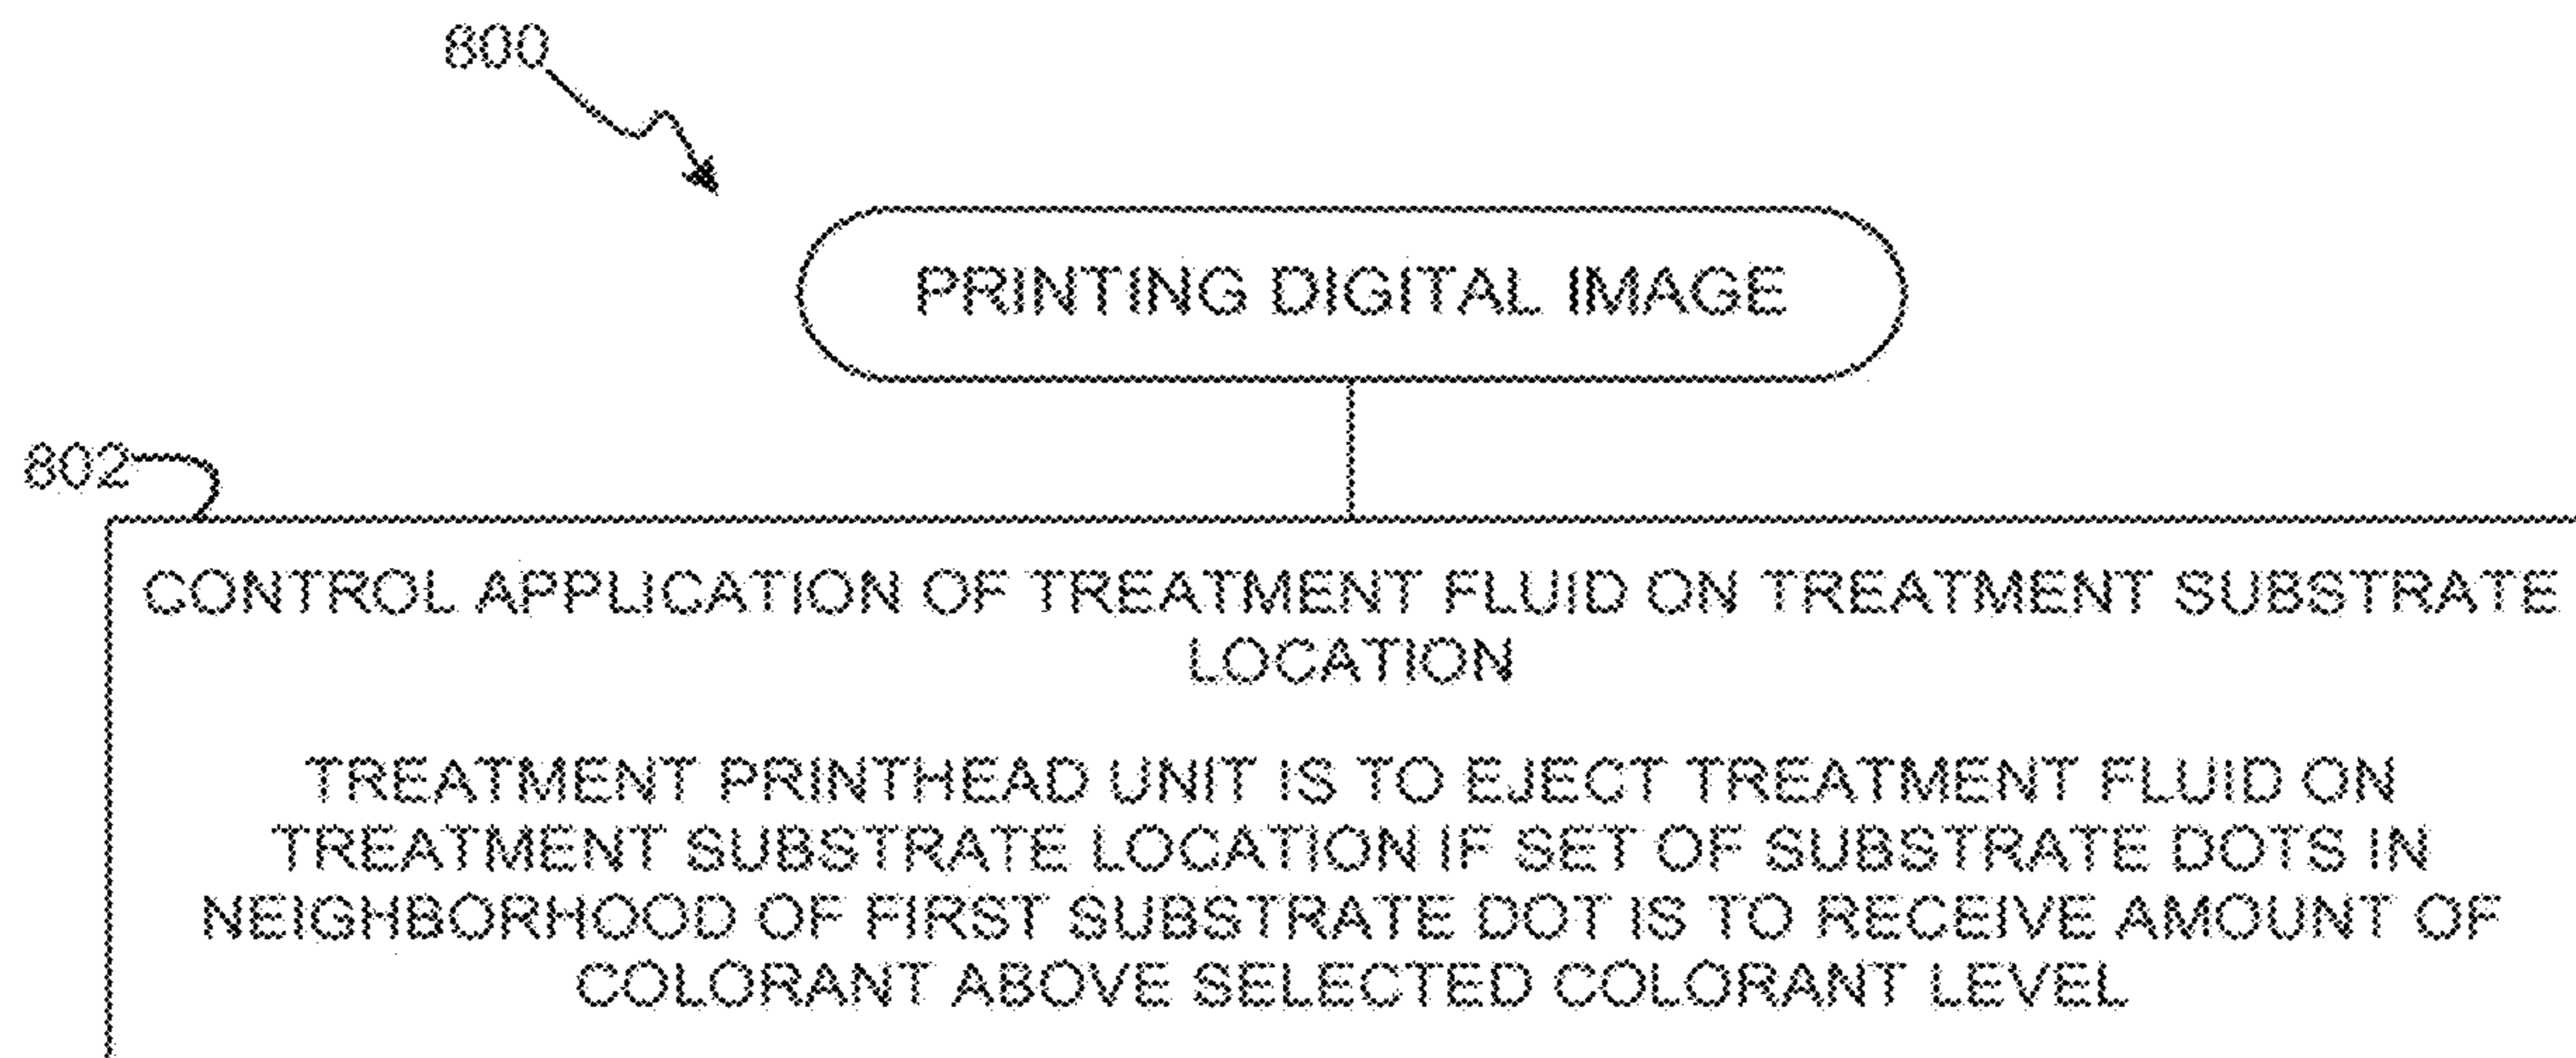 800
PRINTING DIGITAL IMAGE
802
CONTROL APPLICATION OF TREATMENT FLUID ON TREATMENT SUBSTRATE
LOCATION
TREATMENT PRINTHEAD UNIT IS TO EJECT TREATMENT FLUID ON
TREATMENT SUBSTRATE LOCATION IF SET OF SUBSTRATE DOTS IN
NEIGHBORHOOD OF FIRST SUBSTRATE DOT IS TO RECEIVE AMOUNT OF
COLORANT ABOVE SELECTED COLORANT LEVEL